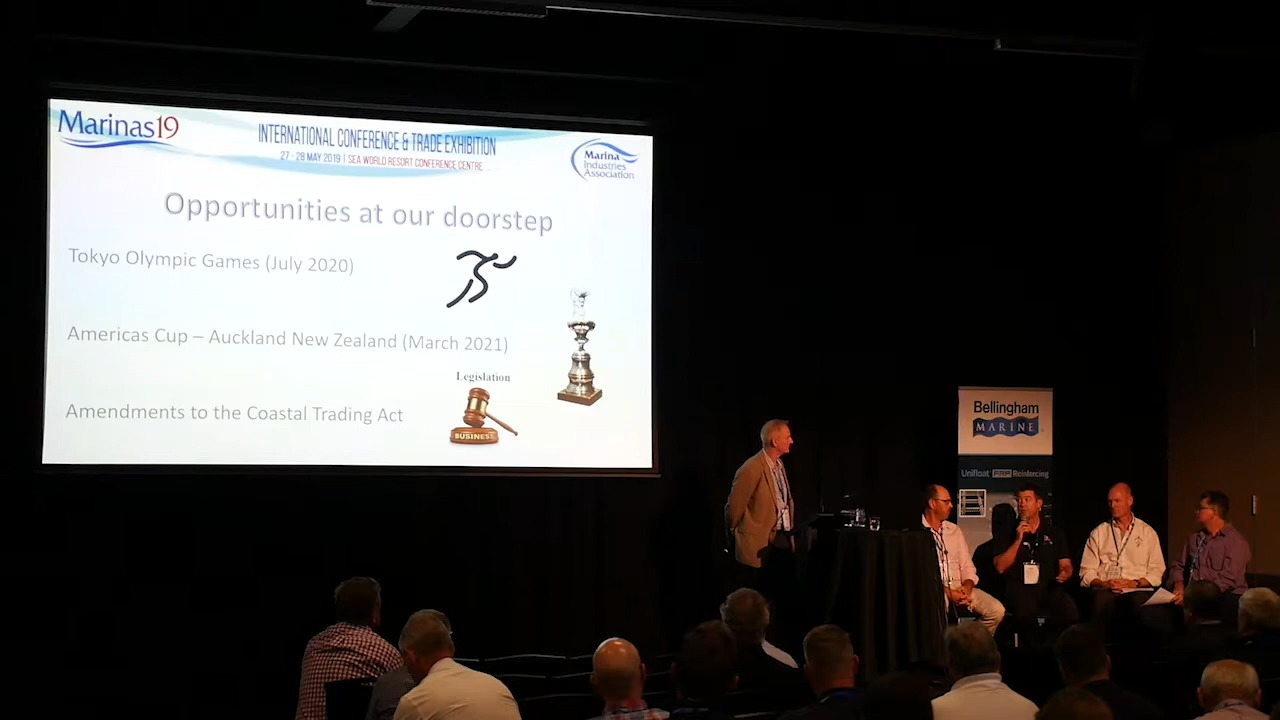 Marinas19
INTERNATIONAL CONFERENCE & TRADE EXHIBITION
27 - 28 MAY 2019 | SEA WORLD RESORT CONFERENCE CENTRE
Marina
Industries
Association
Opportunities at our doorstep
Tokyo Olympic Games (July 2020)
Americas Cup – Auckland New Zealand (March 2021)
Legislation
Amendments to the Coastal Trading Act
BUSINESS
Bellingham
MARINE
Unifloat FRP Reinforcing